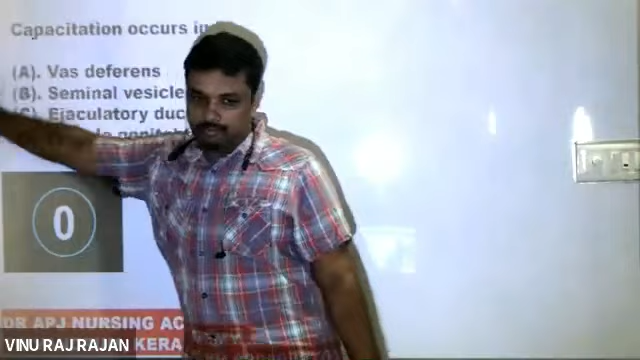 Capacitation occurs in
(A). Vas deferens
(B). Seminal vesicle
(C). Ejaculatory duc
0
DR APJ NURSING AC
VINU RAJ RAJAN
KERA